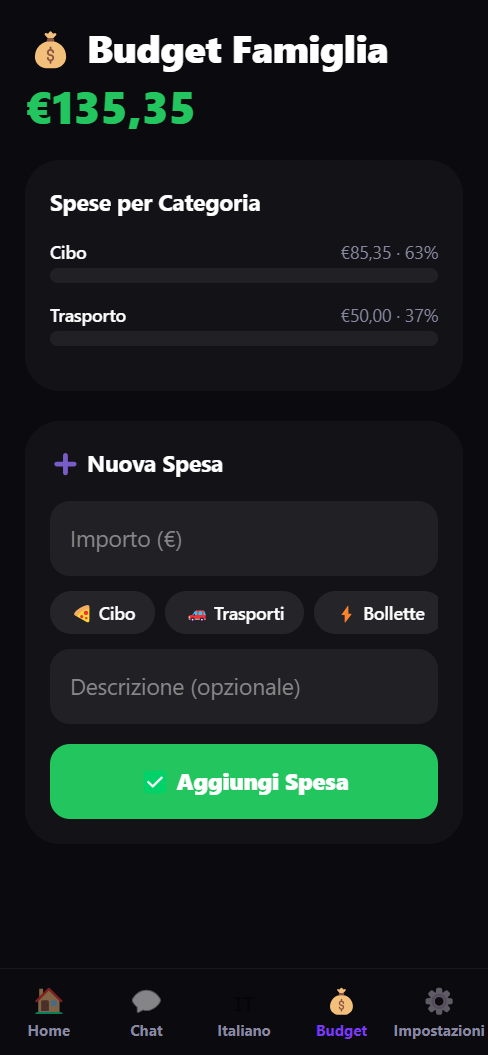 Budget Famiglia
€135,35
Spese per Categoria
Cibo €85,35 · 63%
Trasporto €50,00 · 37%
Nuova Spesa
Importo (€)
Cibo Trasporti Bollette
Descrizione (opzionale)
Aggiungi Spesa
IT
Home Chat Italiano Budget Impostazioni